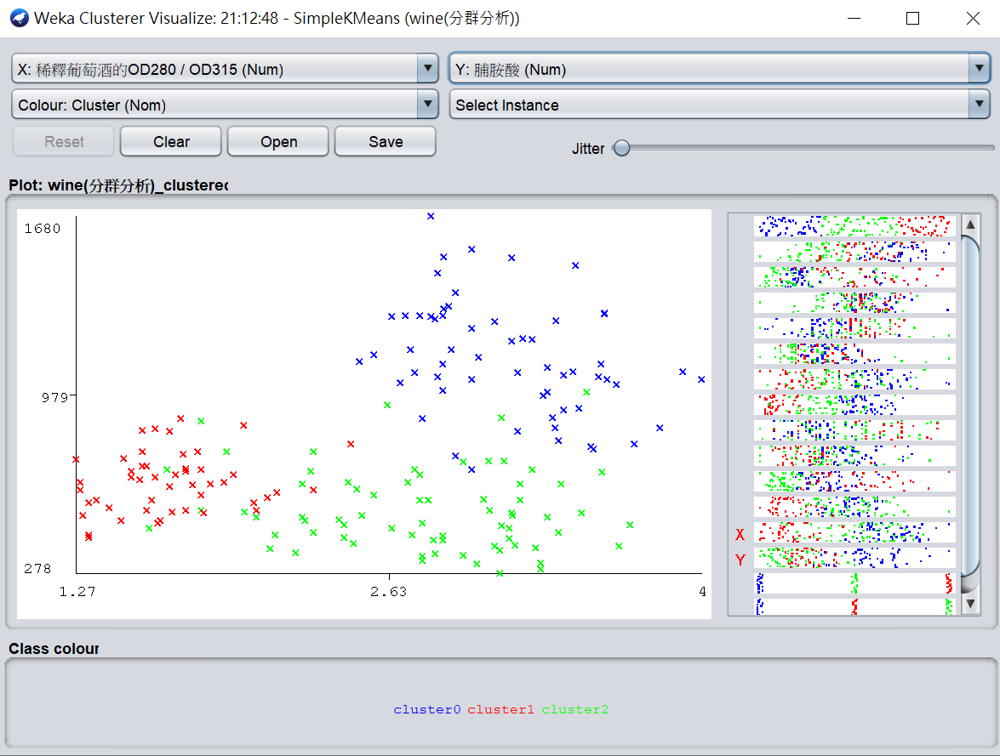 Weka Clusterer Visualize: 21:12:48 - SimpleKMeans (wine(分群分析))
X: 稀釋葡萄酒的OD280 / OD315 (Num)
Y: 脯胺酸 (Num)
Colour: Cluster (Nom)
Select Instance
Reset
Clear
Open
Save
Jitter
Plot: wine(分群分析)_clustered
1680
979
278
1.27
2.63
4
X
Y
Class colour
cluster0 cluster1 cluster2